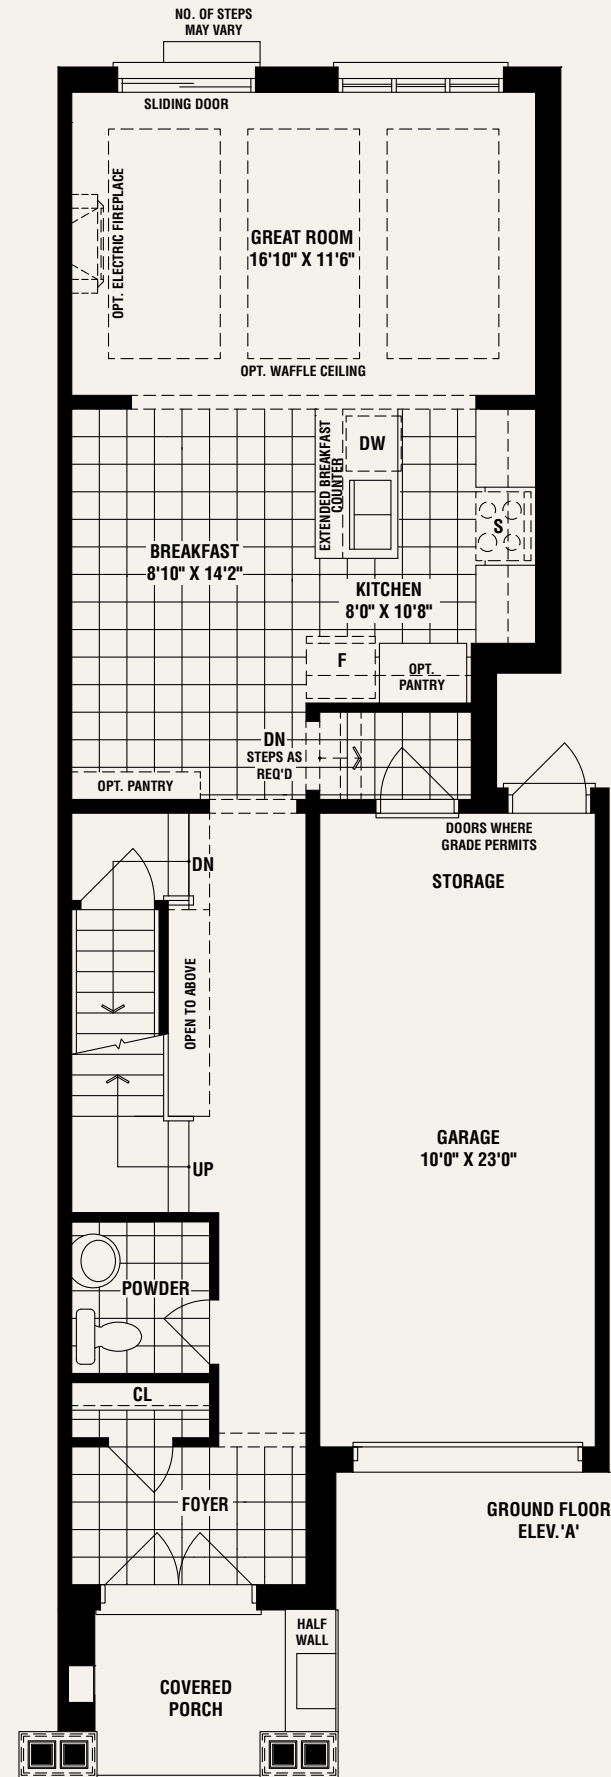 NO. OF STEPS
MAY VARY
SLIDING DOOR
OPT. ELECTRIC FIREPLACE
GREAT ROOM
16'10" X 11'6"
OPT. WAFFLE CEILING
EXTENDED BREAKFAST
COUNTER
DW
S
BREAKFAST
8'10" X 14'2"
KITCHEN
8'0" X 10'8"
F
OPT.
PANTRY
DN
STEPS AS
REQ'D
OPT. PANTRY
DOORS WHERE
GRADE PERMITS
STORAGE
DN
OPEN TO ABOVE
GARAGE
10'0" X 23'0"
UP
POWDER
CL
FOYER
GROUND FLOOR
ELEV.'A'
HALF
WALL
COVERED
PORCH